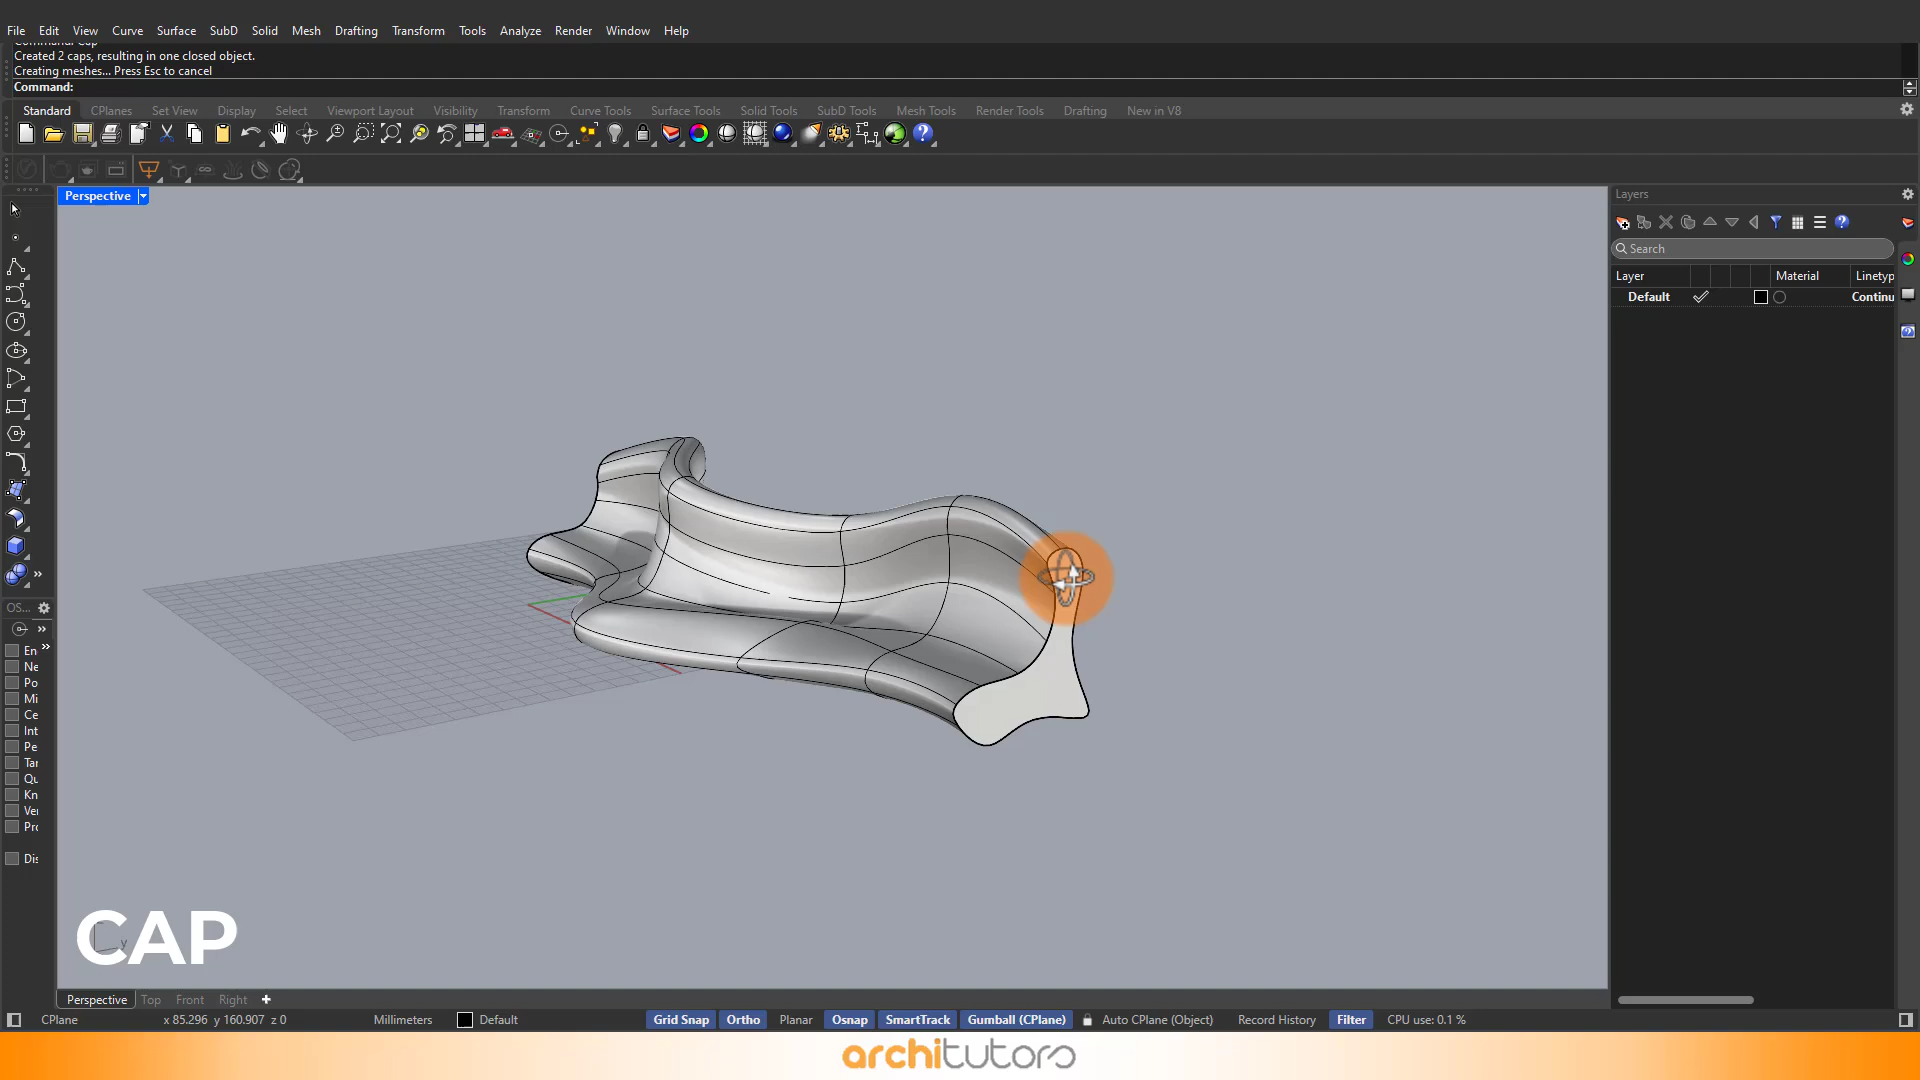 File Edit View Curve Surface SubD Solid Mesh Drafting Transform Tools Analyze Render Window Help
Command: Cap
Created 2 caps, resulting in one closed object.
Creating meshes... Press Esc to cancel
Command:
Standard CPlanes Set View Display Select Viewport Layout Visibility Transform Curve Tools Surface Tools Solid Tools SubD Tools Mesh Tools Render Tools Drafting New in V8
Perspective
Layers
Search
Layer Material Linetyp
Default Continu
OS...
En
Ne
Po
Mi
Ce
Int
Pe
Tar
Qu
Kn
Ver
Pro
Dis
CAP
y
Perspective Top Front Right
CPlane x 85.296 y 160.907 z 0 Millimeters Default Grid Snap Ortho Planar Osnap SmartTrack Gumball (CPlane) Auto CPlane (Object) Record History Filter CPU use: 0.1 %
architutors